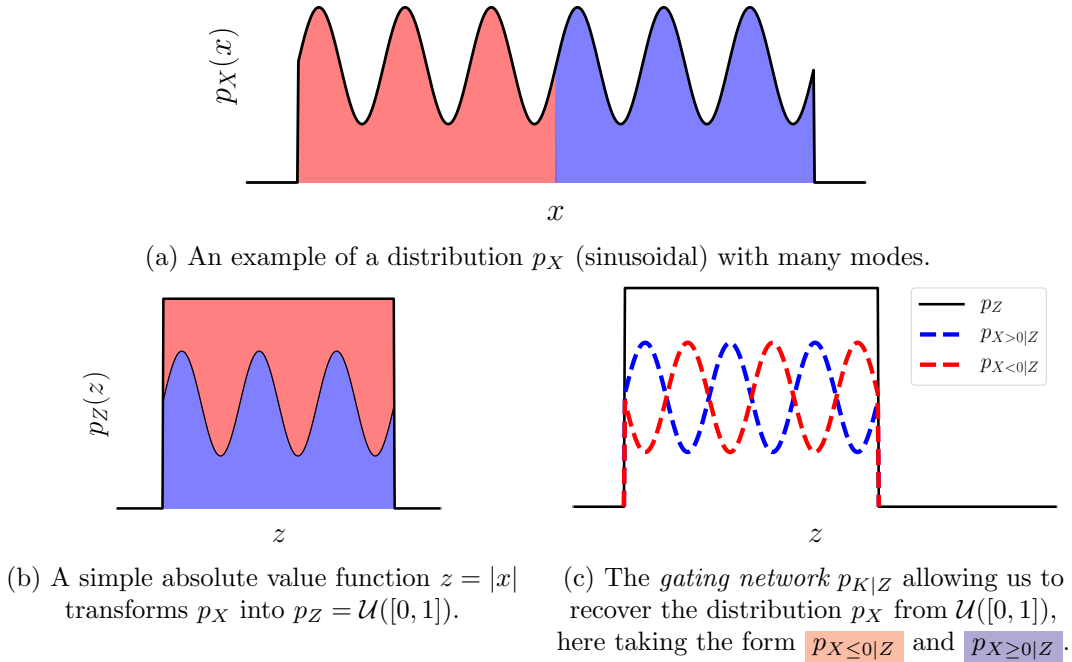 p_X(x)
x
(a) An example of a distribution p_X (sinusoidal) with many modes.
p_Z(z)
z
(b) A simple absolute value function z = |x|
transforms p_X into p_Z = 𝒰([0, 1]).
p_Z
p_{X>0|Z}
p_{X<0|Z}
z
(c) The gating network p_{K|Z} allowing us to
recover the distribution p_X from 𝒰([0, 1]),
here taking the form p_{X≤0|Z} and p_{X≥0|Z}.